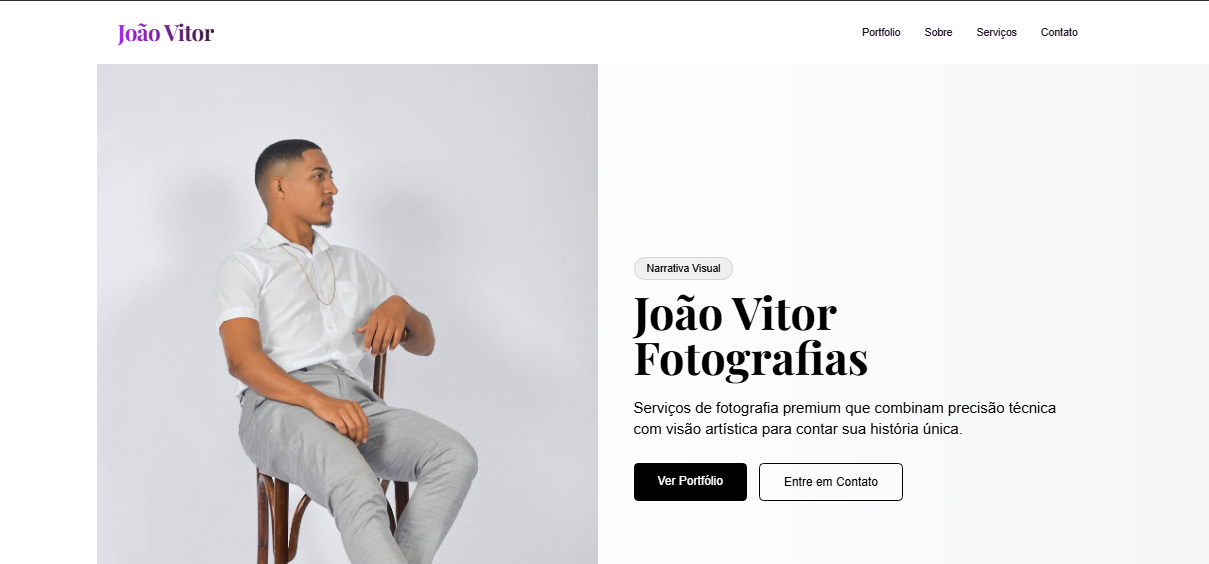 João Vitor
Portfolio
Sobre
Serviços
Contato
Narrativa Visual
João Vitor
Fotografias
Serviços de fotografia premium que combinam precisão técnica
com visão artística para contar sua história única.
Ver Portfólio
Entre em Contato